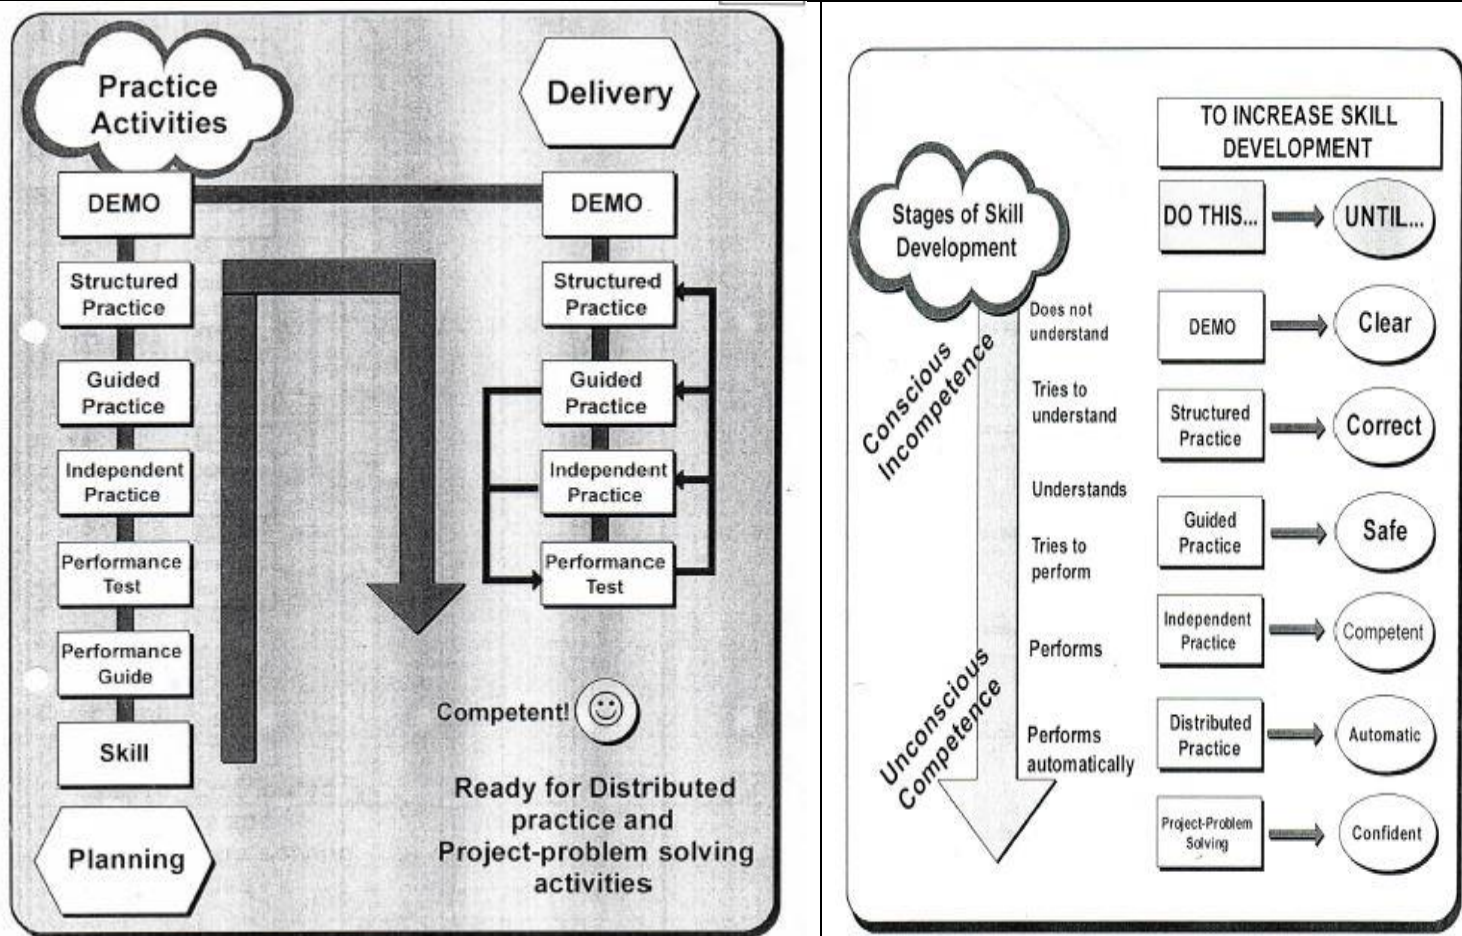 Practice
Activities
DEMO
Structured
Practice
Guided
Practice
Independent
Practice
Performance
Test
Performance
Guide
Skill
Planning
Delivery
DEMO
Structured
Practice
Guided
Practice
Independent
Practice
Performance
Test
Competent!
Ready for Distributed
practice and
Project-problem solving
activities
Stages of Skill
Development
Conscious
Incompetence
Unconscious
Competence
Does not
understand
Tries to
understand
Understands
Tries to
perform
Performs
Performs
automatically
TO INCREASE SKILL
DEVELOPMENT
DO THIS...
UNTIL...
DEMO
Clear
Structured
Practice
Correct
Guided
Practice
Safe
Independent
Practice
Competent
Distributed
Practice
Automatic
Project-Problem
Solving
Confident